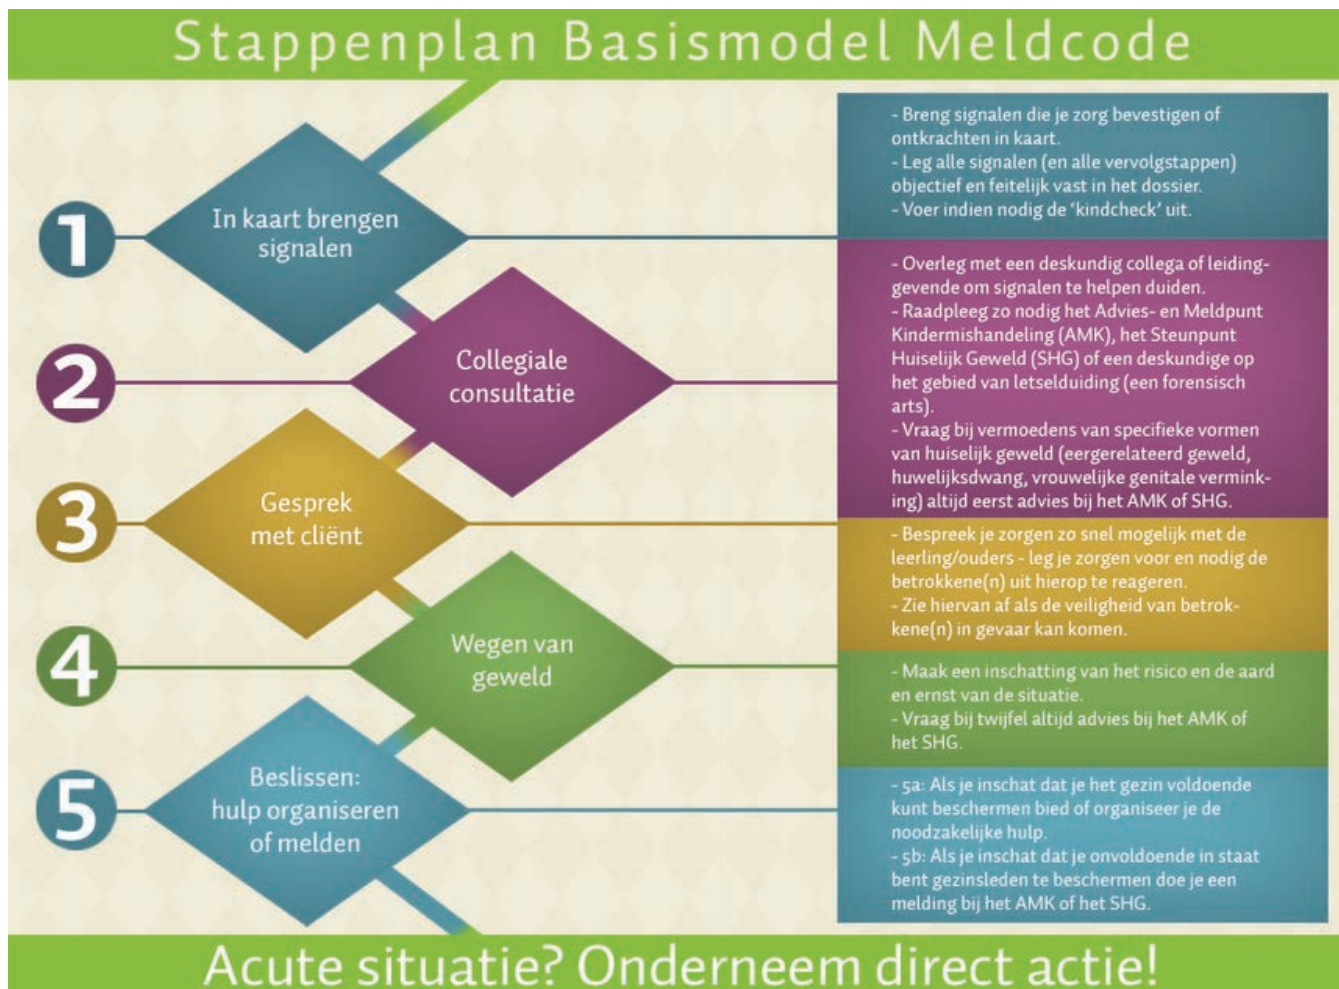 Stappenplan Basismodel Meldcode
1
In kaart brengen
signalen
- Breng signalen die je zorg bevestigen of
ontkrachten in kaart.
- Leg alle signalen (en alle vervolgstappen)
objectief en feitelijk vast in het dossier.
- Voer indien nodig de ‘kindcheck’ uit.
2
Collegiale
consultatie
- Overleg met een deskundig collega of leiding-
gevende om signalen te helpen duiden.
- Raadpleeg zo nodig het Advies- en Meldpunt
Kindermishandeling (AMK), het Steunpunt
Huiselijk Geweld (SHG) of een deskundige op
het gebied van letselduiding (een forensisch
arts).
- Vraag bij vermoedens van specifieke vormen
van huiselijk geweld (eergerelateerd geweld,
huwelijksdwang, vrouwelijke genitale vermink-
ing) altijd eerst advies bij het AMK of SHG.
3
Gesprek
met cliënt
- Bespreek je zorgen zo snel mogelijk met de
leerling/ouders - leg je zorgen voor en nodig de
betrokkene(n) uit hierop te reageren.
- Zie hiervan af als de veiligheid van betrok-
kene(n) in gevaar kan komen.
4
Wegen van
geweld
- Maak een inschatting van het risico en de aard
en ernst van de situatie.
- Vraag bij twijfel altijd advies bij het AMK of
het SHG.
5
Beslissen:
hulp organiseren
of melden
- 5a: Als je inschat dat je het gezin voldoende
kunt beschermen bied of organiseer je de
noodzakelijke hulp.
- 5b: Als je inschat dat je onvoldoende in staat
bent gezinsleden te beschermen doe je een
melding bij het AMK of het SHG.
Acute situatie? Onderneem direct actie!